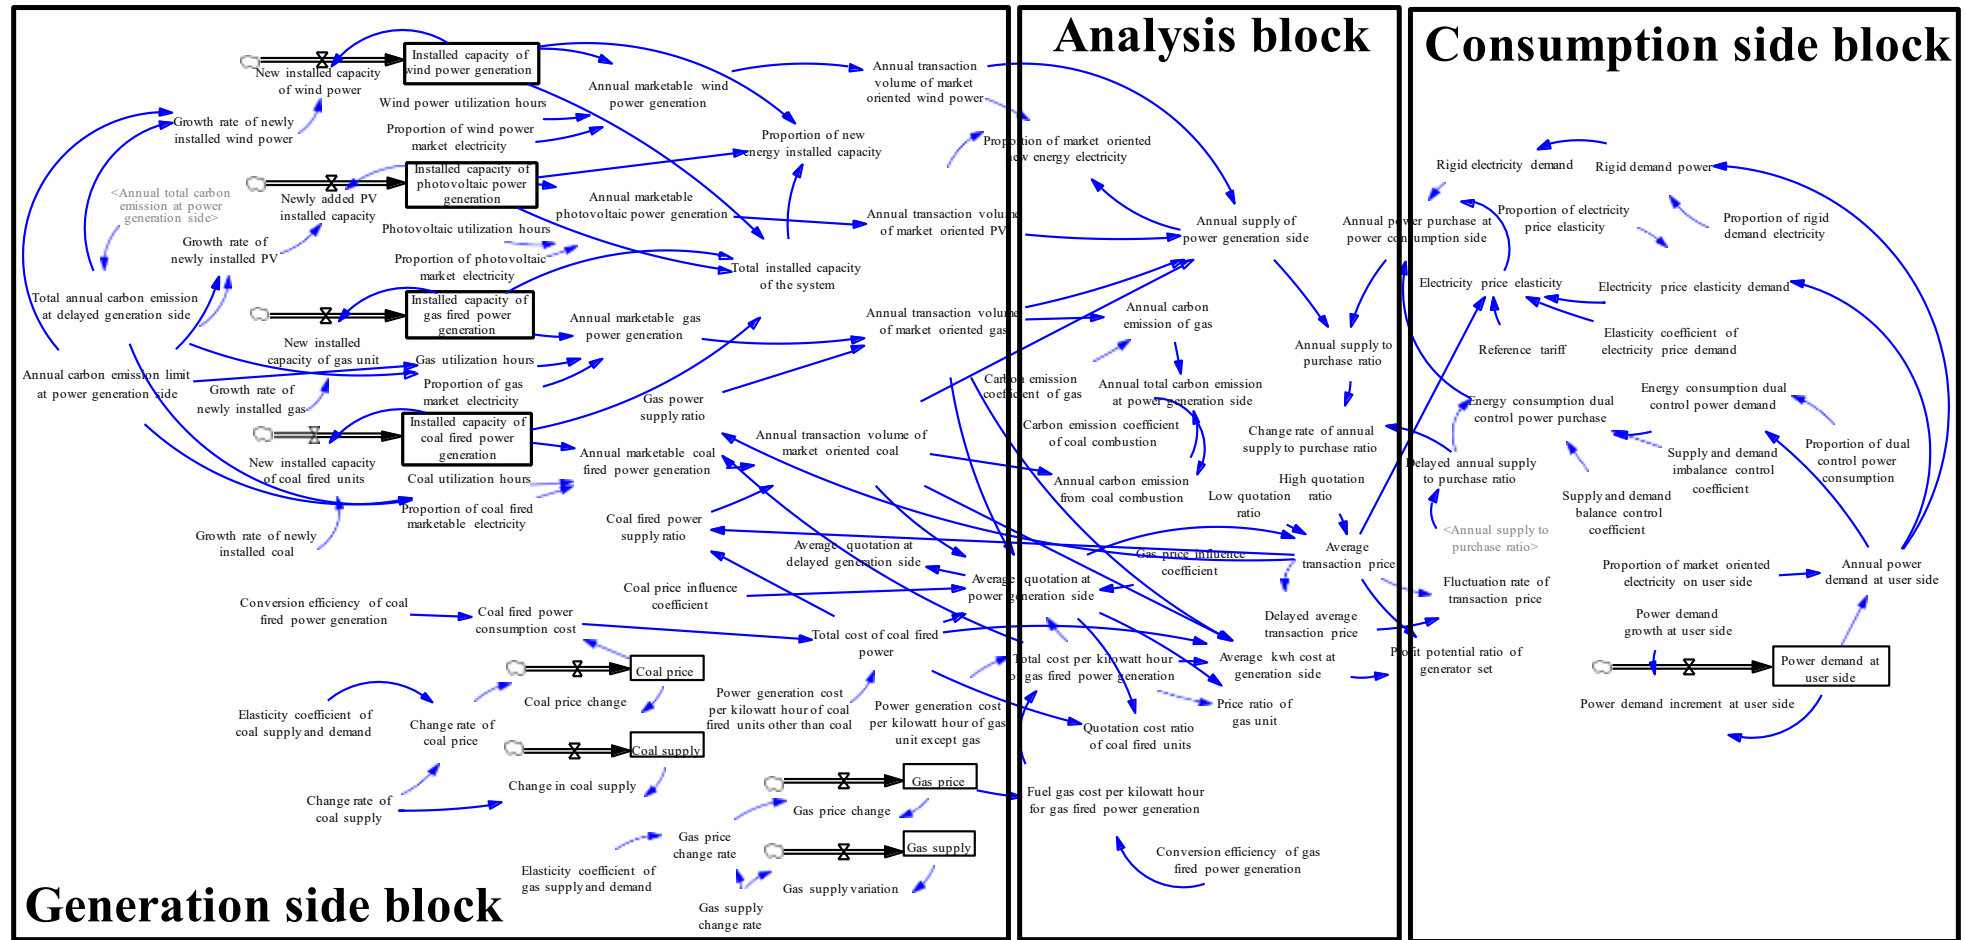 Analysis block
Consumption side block
Generation side block
Installed capacity of
wind power generation
New installed capacity
of wind power
Wind power utilization hours
Proportion of wind power
market electricity
Growth rate of newly
installed wind power
Annual marketable wind
power generation
Annual transaction
volume of market
oriented wind power
Proportion of new
energy installed capacity
Installed capacity of
photovoltaic power
generation
Newly added PV
installed capacity
<Annual total carbon
emission at power
generation side>
Growth rate of
newly installed PV
Photovoltaic utilization hours
Proportion of photovoltaic
market electricity
Annual marketable
photovoltaic power generation
Annual transaction volume
of market oriented PV
Total installed capacity
of the system
Total annual carbon emission
at delayed generation side
Installed capacity of
gas fired power
generation
New installed
capacity of gas unit
Annual marketable gas
power generation
Annual transaction volume
of market oriented gas
Gas utilization hours
Proportion of gas
market electricity
Annual carbon emission limit
at power generation side
Growth rate of
newly installed gas
Gas power
supply ratio
Installed capacity of
coal fired power
generation
New installed capacity
of coal fired units
Coal utilization hours
Proportion of coal fired
marketable electricity
Annual marketable coal
fired power generation
Annual transaction volume of
market oriented coal
Growth rate of newly
installed coal
Coal fired power
supply ratio
Average quotation at
delayed generation side
Coal price influence
coefficient
Average quotation at
power generation side
Conversion efficiency of coal
fired power generation
Coal fired power
consumption cost
Total cost of coal fired
power
Coal price
Coal price change
Elasticity coefficient of
coal supply and demand
Change rate of
coal price
Power generation cost
per kilowatt hour of coal
fired units other than coal
Power generation cost
per kilowatt hour of gas
unit except gas
Coal supply
Change in coal supply
Change rate of
coal supply
Gas price
Gas price change
Gas price
change rate
Elasticity coefficient of
gas supply and demand
Gas supply
Gas supply variation
Gas supply
change rate
Proportion of market oriented
new energy electricity
Annual supply of
power generation side
Annual carbon
emission of gas
Annual supply to
purchase ratio
Carbon emission
coefficient of gas
Annual total carbon emission
at power generation side
Carbon emission coefficient
of coal combustion
Change rate of annual
supply to purchase ratio
Annual carbon emission
from coal combustion
Low quotation
ratio
High quotation
ratio
Gas price influence
coefficient
Average
transaction price
Delayed average
transaction price
Total cost per kilowatt hour
of gas fired power generation
Average kwh cost at
generation side
Price ratio of
gas unit
Quotation cost ratio
of coal fired units
Fuel gas cost per kilowatt hour
for gas fired power generation
Conversion efficiency of gas
fired power generation
Rigid electricity demand
Rigid demand power
Annual power purchase at
power consumption side
Proportion of electricity
price elasticity
Proportion of rigid
demand electricity
Electricity price elasticity
Electricity price elasticity demand
Reference tariff
Elasticity coefficient of
electricity price demand
Energy consumption dual
control power purchase
Energy consumption dual
control power demand
Delayed annual supply
to purchase ratio
Supply and demand
imbalance control
coefficient
Proportion of dual
control power
consumption
Supply and demand
balance control
coefficient
<Annual supply to
purchase ratio>
Proportion of market oriented
electricity on user side
Annual power
demand at user side
Fluctuation rate of
transaction price
Power demand
growth at user side
Profit potential ratio of
generator set
Power demand at
user side
Power demand increment at user side